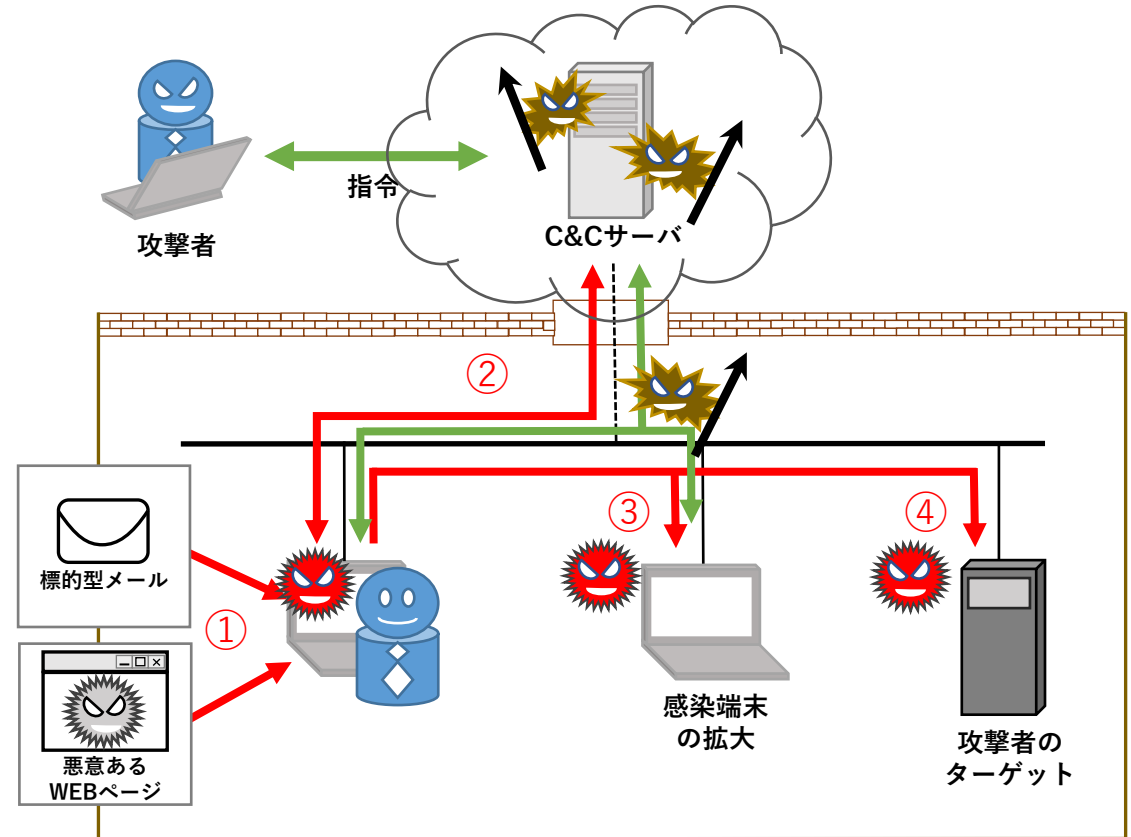 指令
攻撃者
C&Cサーバ
②
標的型メール
①
③
④
悪意ある
WEBページ
感染端末
の拡大
攻撃者の
ターゲット